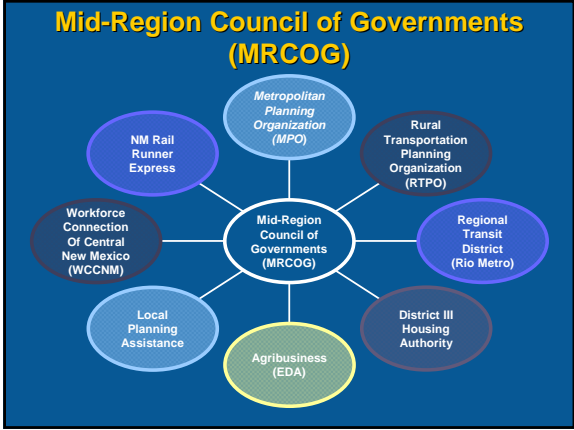 Mid-Region Council of Governments
(MRCOG)
Metropolitan
Planning
Organization
(MPO)
Rural
Transportation
Planning
Organization
(RTPO)
Regional
Transit
District
(Rio Metro)
District III
Housing
Authority
Agribusiness
(EDA)
Local
Planning
Assistance
Workforce
Connection
Of Central
New Mexico
(WCCNM)
NM Rail
Runner
Express
Mid-Region
Council of
Governments
(MRCOG)